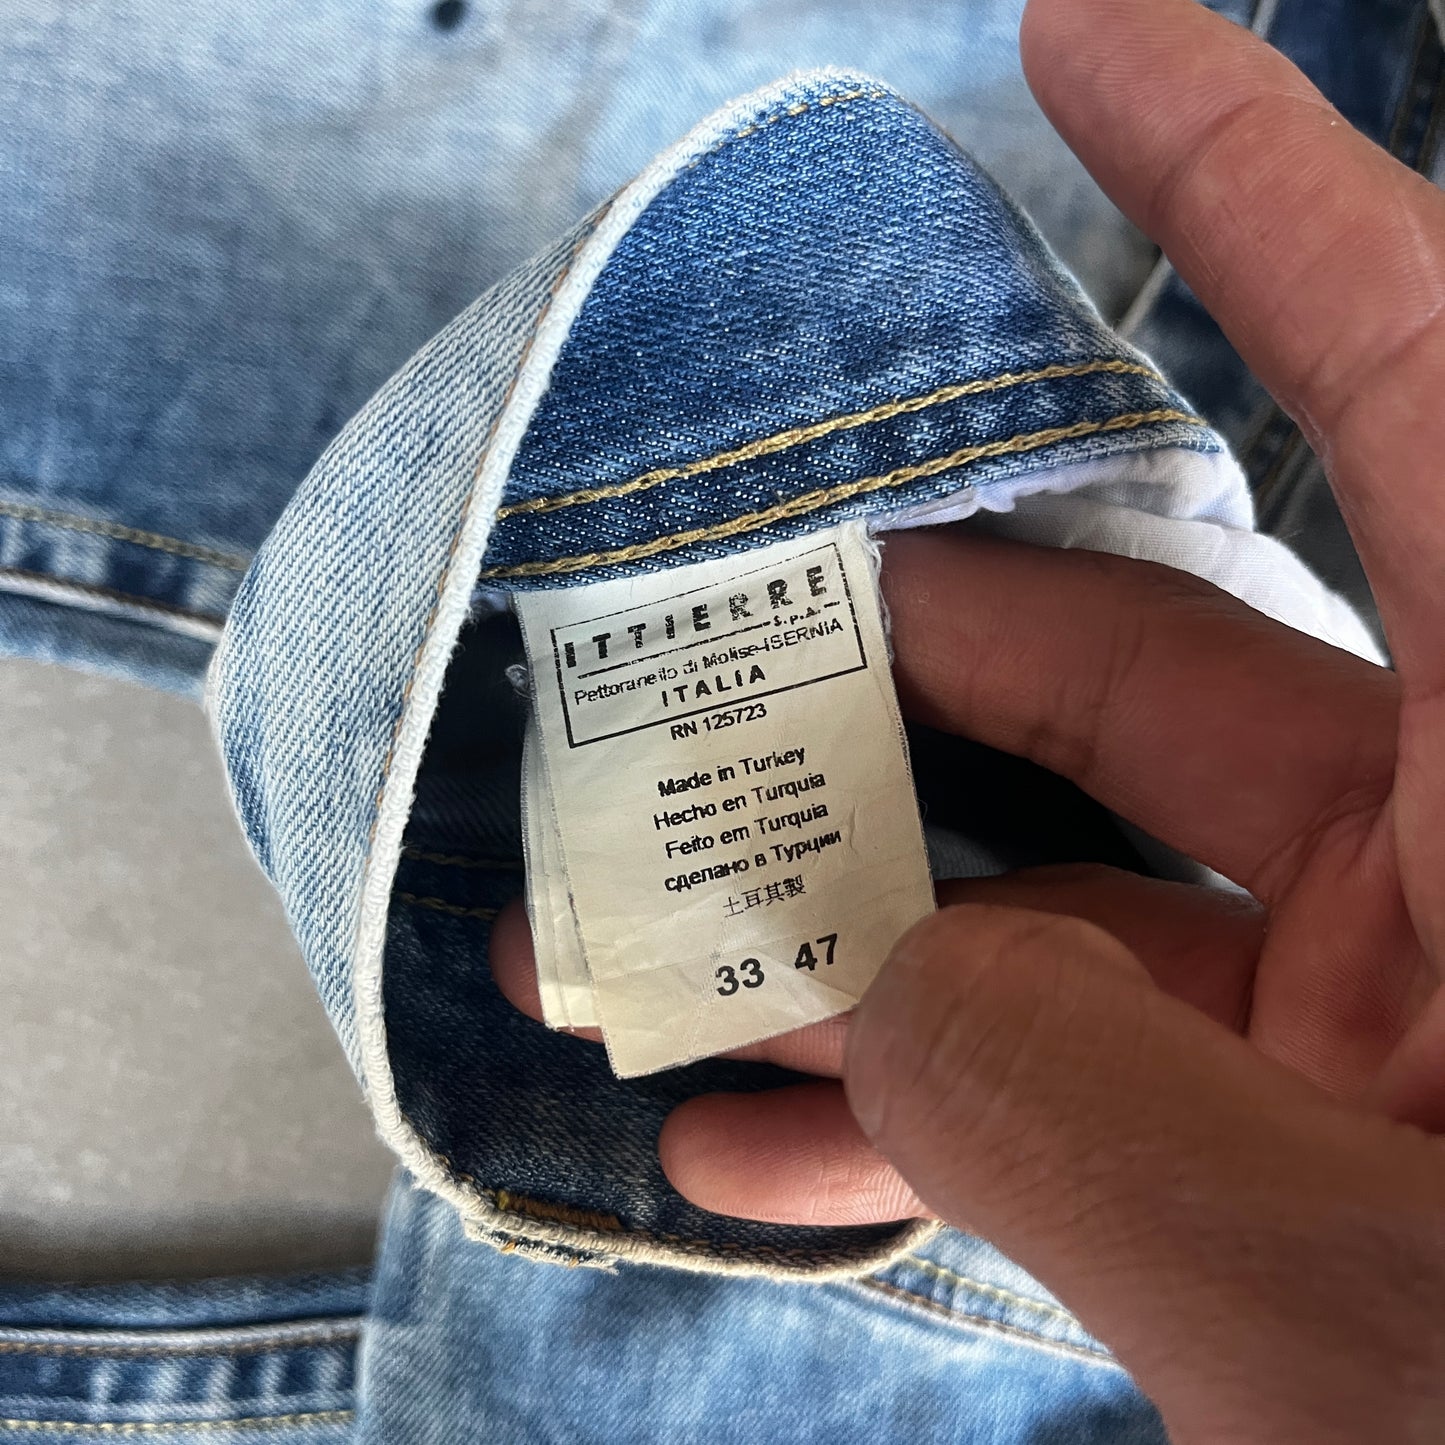 ITTIERRE
S.p.A.
Pettoranello di Molise-ISERNIA
ITALIA
RN 125723
Made in Turkey
Hecho en Turquia
Feito em Turquia
сделано в Турции
土耳其製
33 47